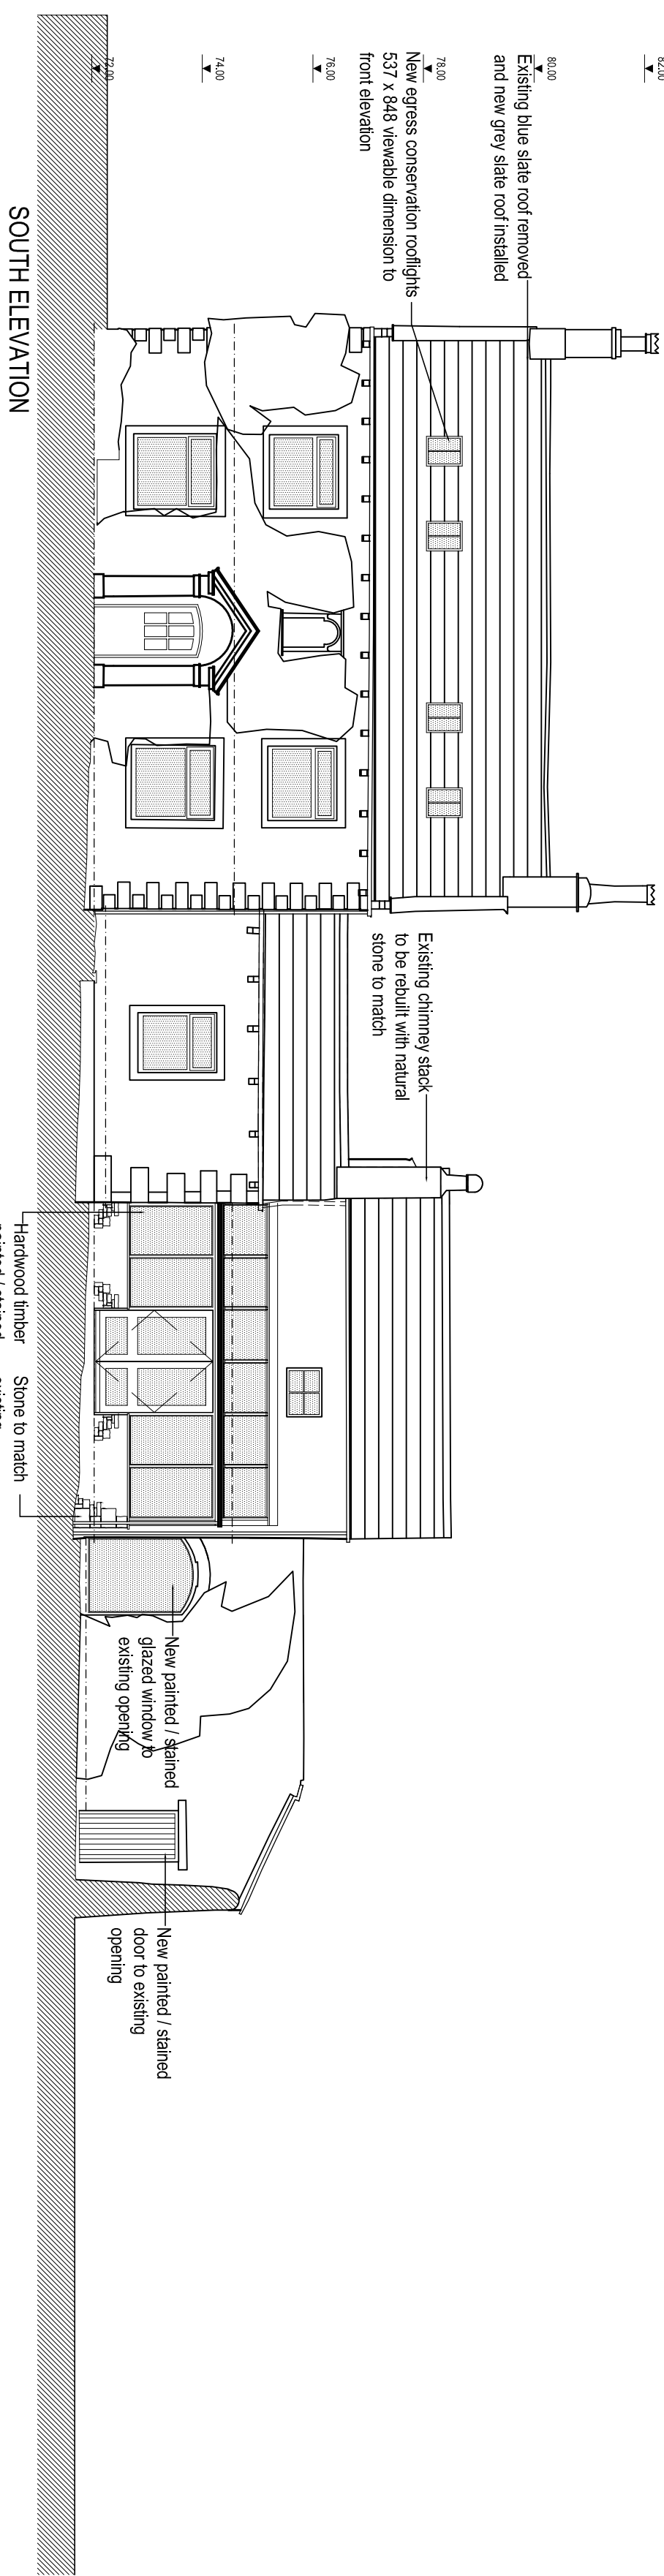 82.00
80.00
78.00
76.00
74.00
72.00
Existing blue slate roof removed
and new grey slate roof installed
New egress conservation rooflights
537 x 848 viewable dimension to
front elevation
Existing chimney stack
to be rebuilt with natural
stone to match
Hardwood timber
painted / stained
Stone to match
existing
New painted / stained
glazed window to
existing opening
New painted / stained
door to existing
opening
SOUTH ELEVATION